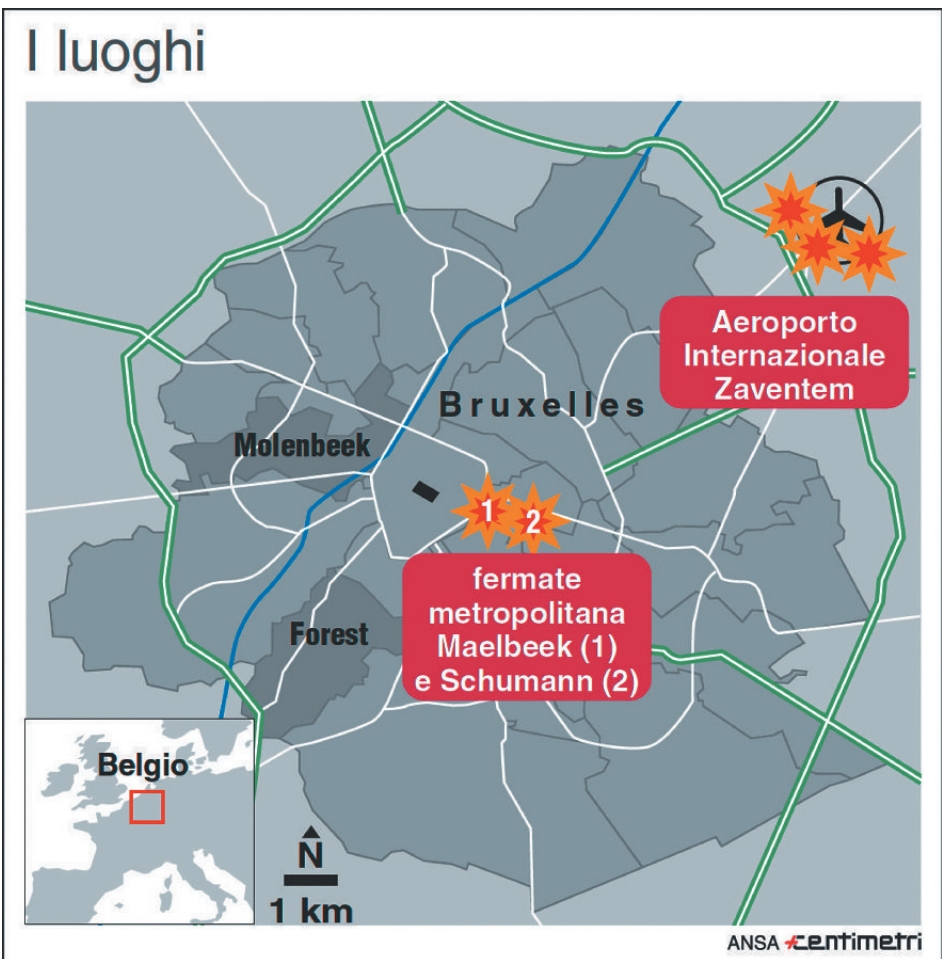 I luoghi
Aeroporto
Internazionale
Zaventem
Bruxelles
Molenbeek
1
2
fermate
metropolitana
Maelbeek (1)
e Schumann (2)
Forest
Belgio
N
1 km
ANSA centimetri